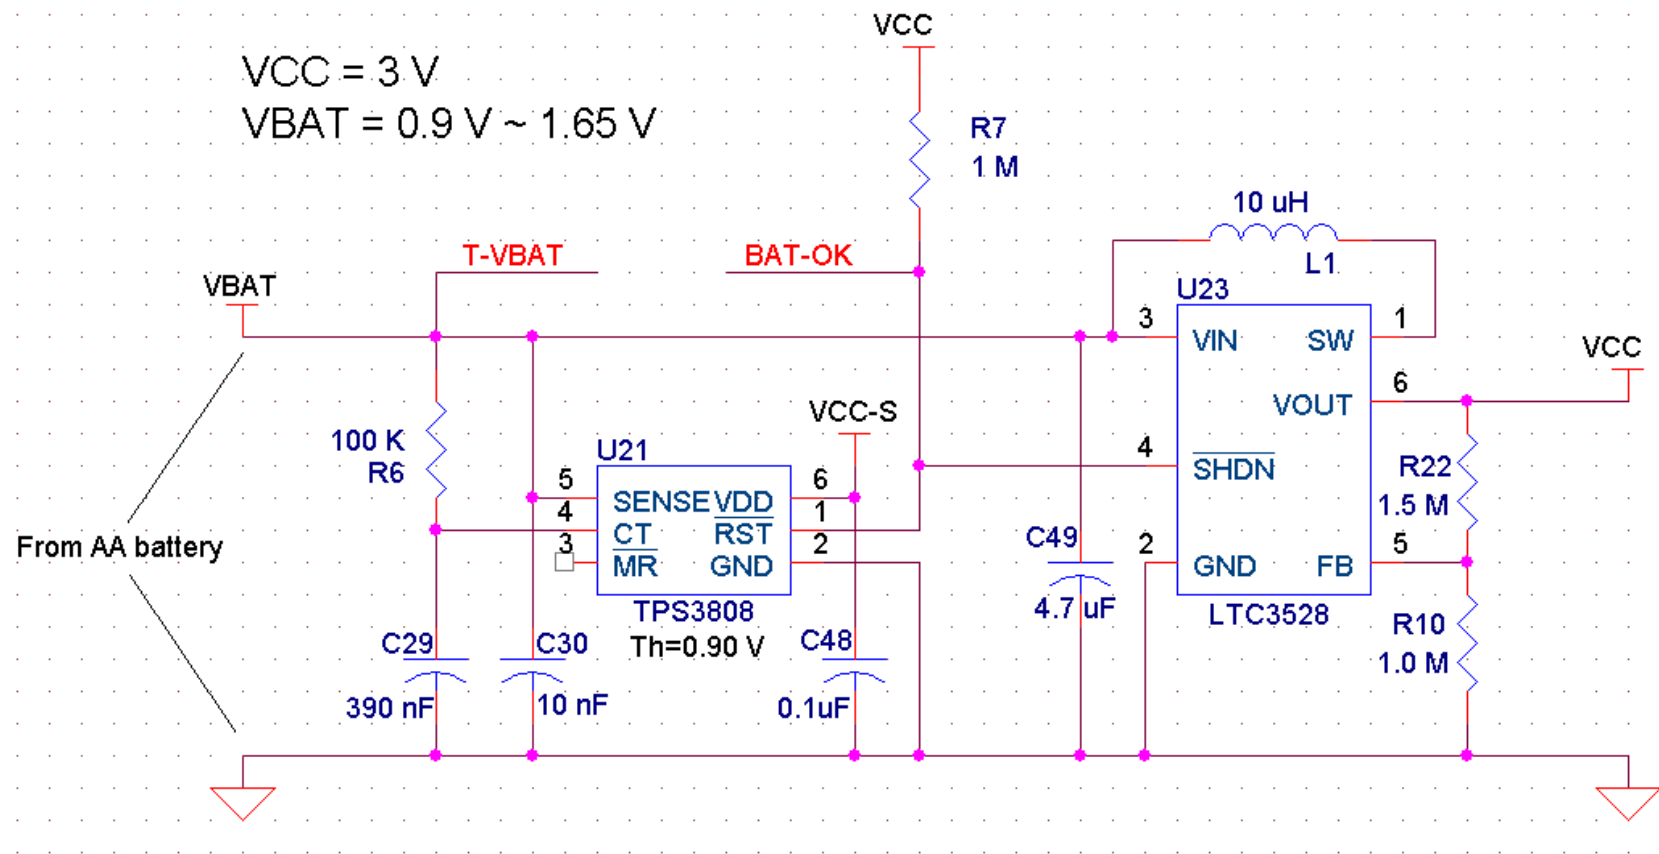 VCC
VCC = 3 V
VBAT = 0.9 V ~ 1.65 V
R7
1 M
10 uH
L1
T-VBAT
BAT-OK
VBAT
U23
3
VIN
SW
1
VCC
6
VOUT
VCC-S
100 K
R6
U21
4
SHDN
R22
1.5 M
5
SENSE
VDD
6
4
CT
RST
1
3
MR
GND
2
From AA battery
C49
4.7 uF
2
GND
FB
5
TPS3808
Th=0.90 V
LTC3528
R10
1.0 M
C29
390 nF
C30
10 nF
C48
0.1uF